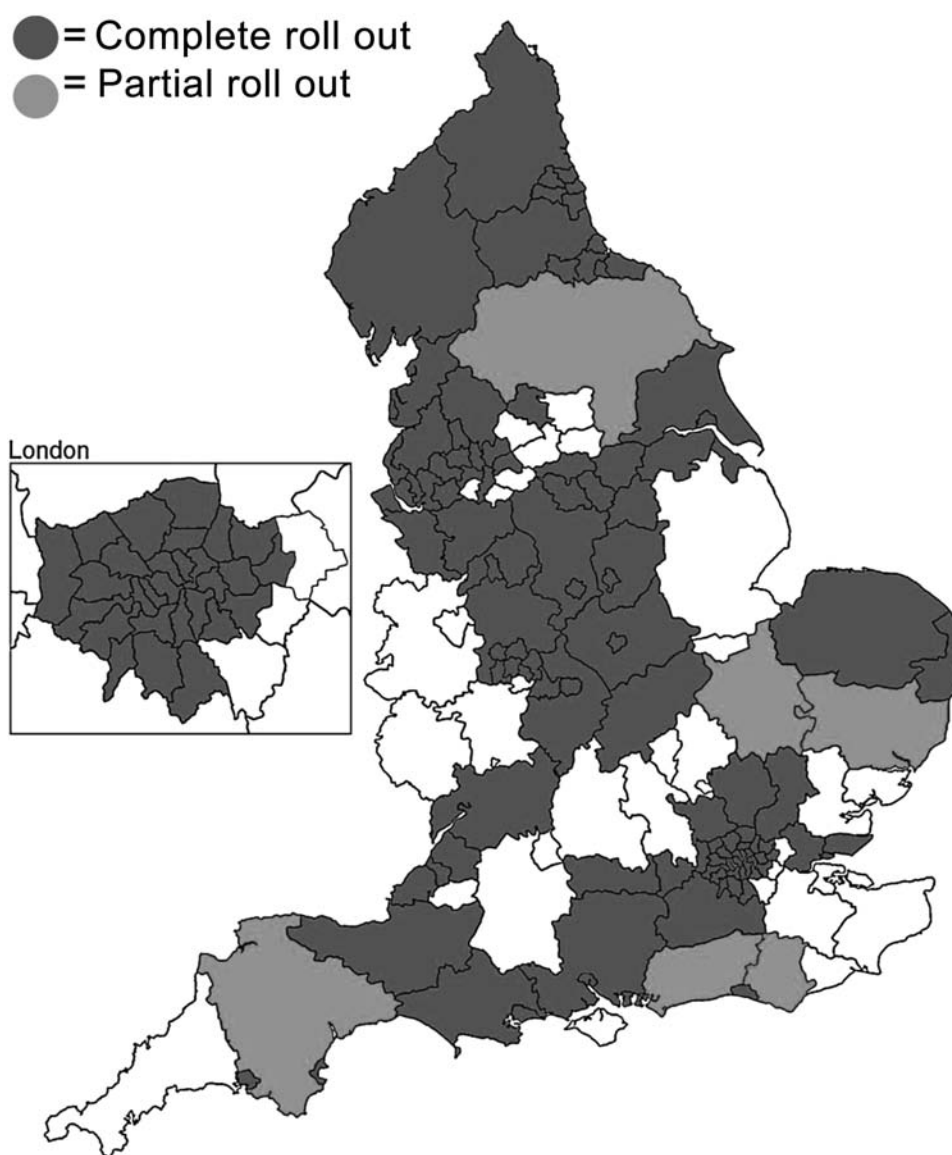 = Complete roll out
= Partial roll out
London